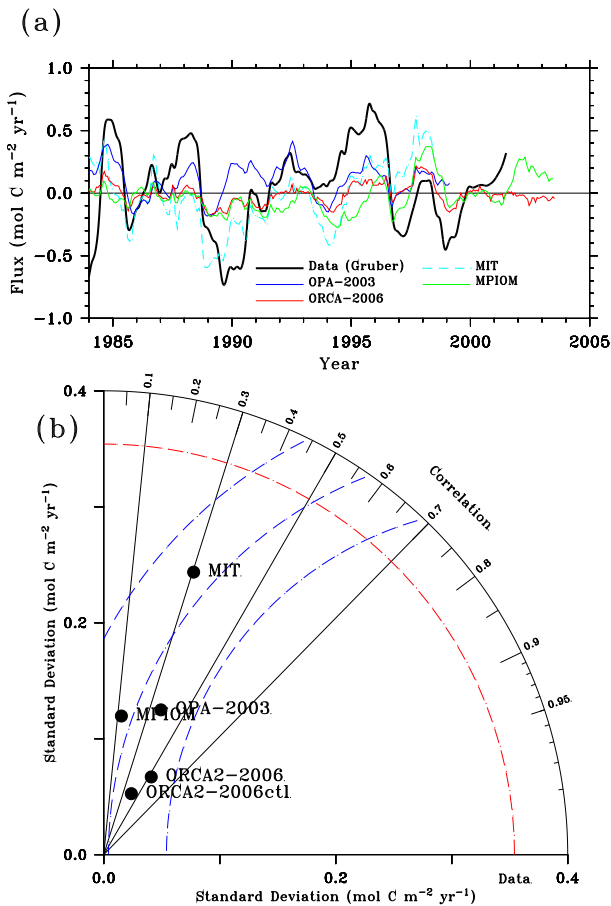 (a)
1.0
0.5
0.0
−0.5
−1.0
Flux (mol C m⁻² yr⁻¹)
Data (Gruber)
OPA−2003
ORCA−2006
MIT
MPIOM
1985 1990 1995 2000 2005
Year
(b)
0.4
0.2
0.0
Standard Deviation (mol C m⁻² yr⁻¹)
0.1
0.2
0.3
0.4
0.5
0.6
0.7
0.8
0.9
0.95
Correlation
MIT
OPA−2003
MPIOM
ORCA2−2006
ORCA2−2006ctl
0.0 0.2 Data 0.4
Standard Deviation (mol C m⁻² yr⁻¹)